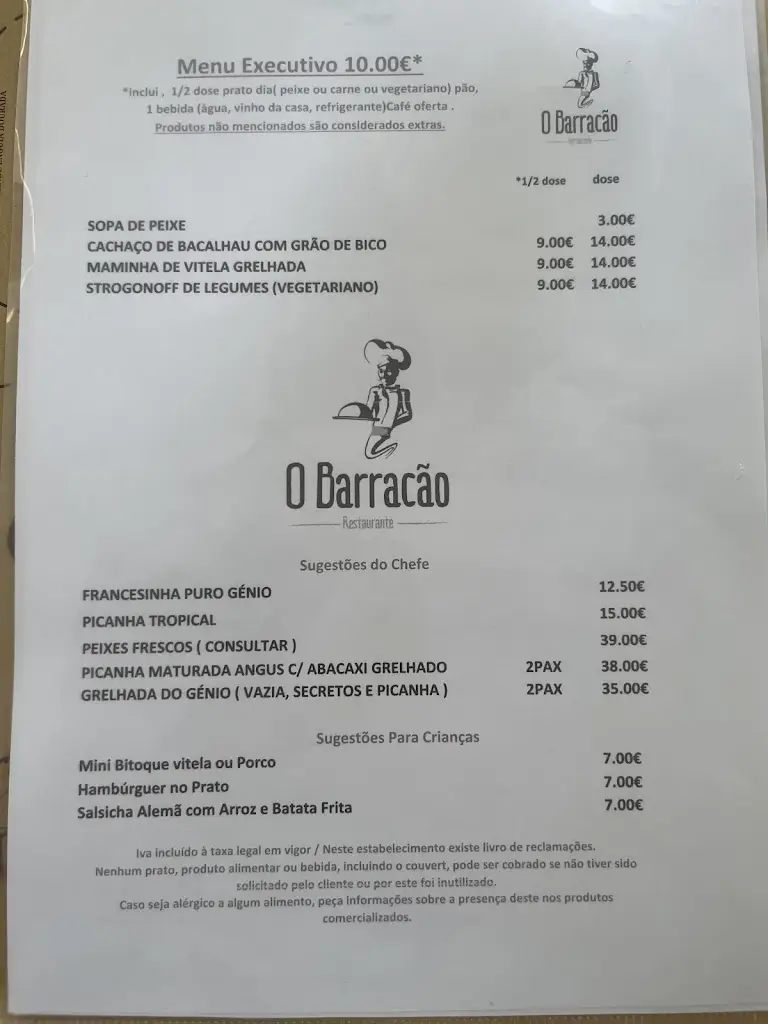 Menu Executivo 10.00€*
*inclui , 1/2 dose prato dia( peixe ou carne ou vegetariano) pão,
1 bebida (água, vinho da casa, refrigerante)Café oferta .
Produtos não mencionados são considerados extras.
O Barracão
*1/2 dose dose
SOPA DE PEIXE 3.00€
CACHAÇO DE BACALHAU COM GRÃO DE BICO 9.00€ 14.00€
MAMINHA DE VITELA GRELHADA 9.00€ 14.00€
STROGONOFF DE LEGUMES (VEGETARIANO) 9.00€ 14.00€
O Barracão
Restaurante
Sugestões do Chefe
FRANCESINHA PURO GÉNIO 12.50€
PICANHA TROPICAL 15.00€
PEIXES FRESCOS ( CONSULTAR ) 39.00€
PICANHA MATURADA ANGUS C/ ABACAXI GRELHADO 2PAX 38.00€
GRELHADA DO GÉNIO ( VAZIA, SECRETOS E PICANHA ) 2PAX 35.00€
Sugestões Para Crianças
Mini Bitoque vitela ou Porco 7.00€
Hambúrguer no Prato 7.00€
Salsicha Alemã com Arroz e Batata Frita 7.00€
Iva incluído à taxa legal em vigor / Neste estabelecimento existe livro de reclamações.
Nenhum prato, produto alimentar ou bebida, incluindo o couvert, pode ser cobrado se não tiver sido
solicitado pelo cliente ou por este foi inutilizado.
Caso seja alérgico a algum alimento, peça informações sobre a presença deste nos produtos
comercializados.